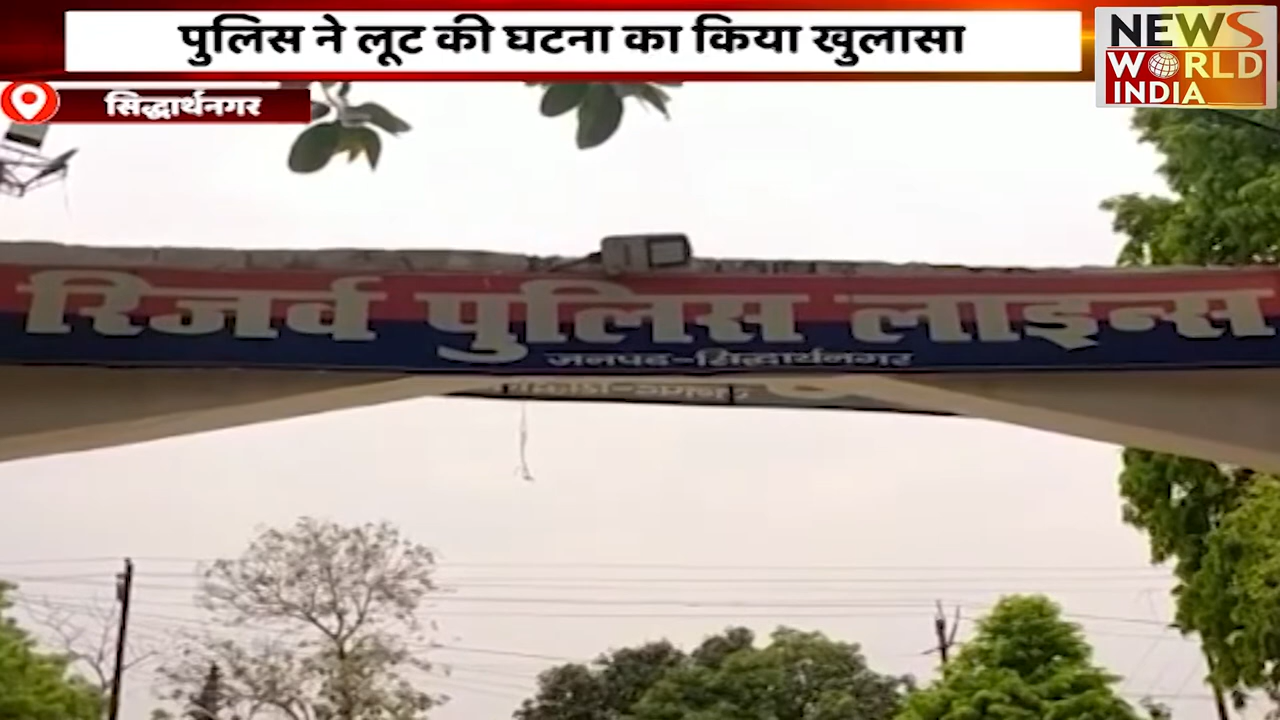 पुलिस ने लूट की घटना का किया खुलासा
NEWS
WORLD
INDIA
सिद्धार्थनगर
रिजर्व पुलिस लाइन्स
जनपद-सिद्धार्थनगर